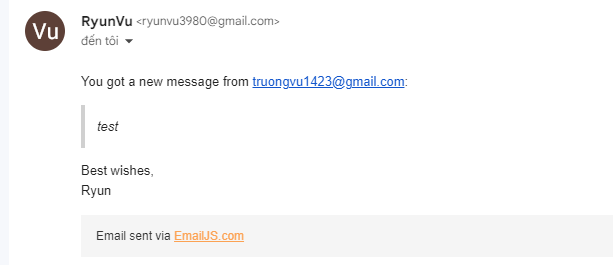 Vu
RyunVu <ryunvu3980@gmail.com>
đến tôi
You got a new message from truongvu1423@gmail.com:
test
Best wishes,
Ryun
Email sent via EmailJS.com